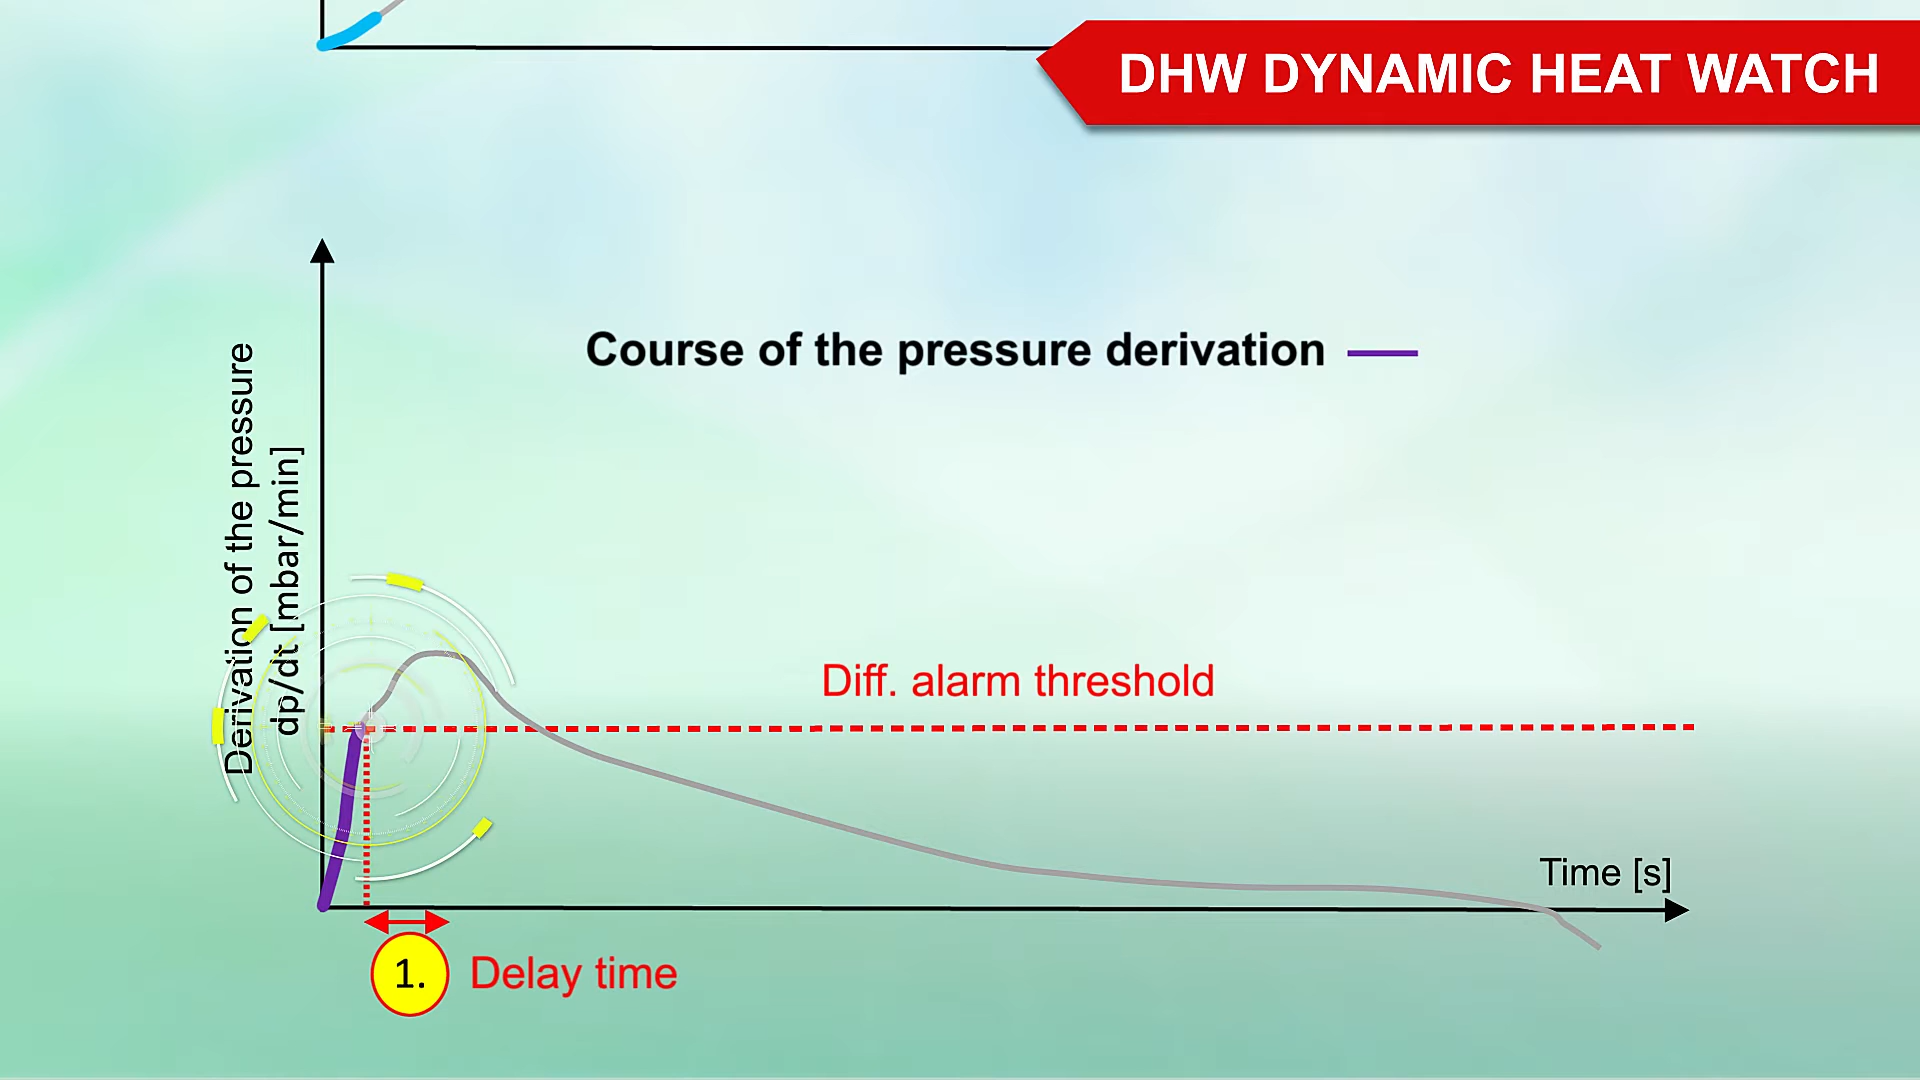 DHW DYNAMIC HEAT WATCH
Course of the pressure derivation
Derivation of the pressure
dp/dt [mbar/min]
Diff. alarm threshold
Time [s]
1.
Delay time